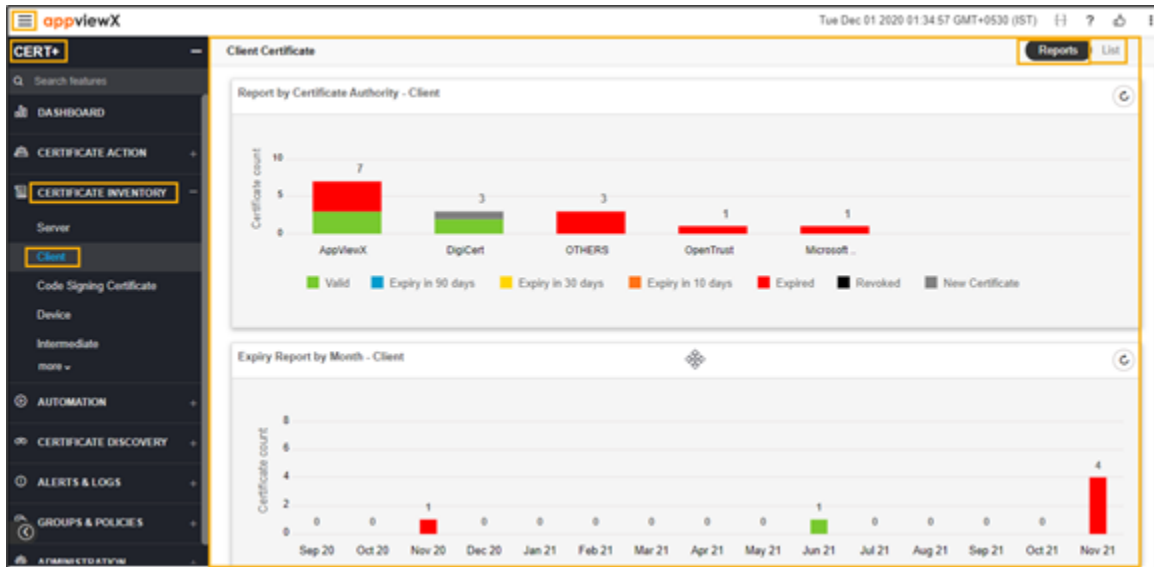 appviewX
Tue Dec 01 2020 01:34:57 GMT+0530 (IST)
?
CERT+
Client Certificate
Reports
List
Search features
DASHBOARD
CERTIFICATE ACTION
CERTIFICATE INVENTORY
Server
Client
Code Signing Certificate
Device
Intermediate
more
AUTOMATION
CERTIFICATE DISCOVERY
ALERTS & LOGS
GROUPS & POLICIES
ADMINISTRATION
Report by Certificate Authority - Client
Certificate count
10
5
0
7
3
3
1
1
AppViewX DigiCert OTHERS OpenTrust Microsoft ..
Valid Expiry in 90 days Expiry in 30 days Expiry in 10 days Expired Revoked New Certificate
Expiry Report by Month - Client
Certificate count
8
6
4
2
0
0 0 1 0 0 0 0 0 0 1 0 0 0 0 4
Sep 20 Oct 20 Nov 20 Dec 20 Jan 21 Feb 21 Mar 21 Apr 21 May 21 Jun 21 Jul 21 Aug 21 Sep 21 Oct 21 Nov 21